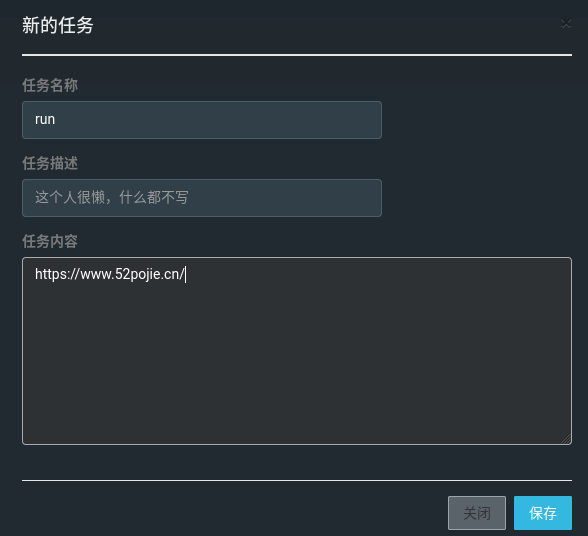 新的任务
任务名称
run
任务描述
这个人很懒，什么都不写
任务内容
https://www.52pojie.cn/
关闭
保存